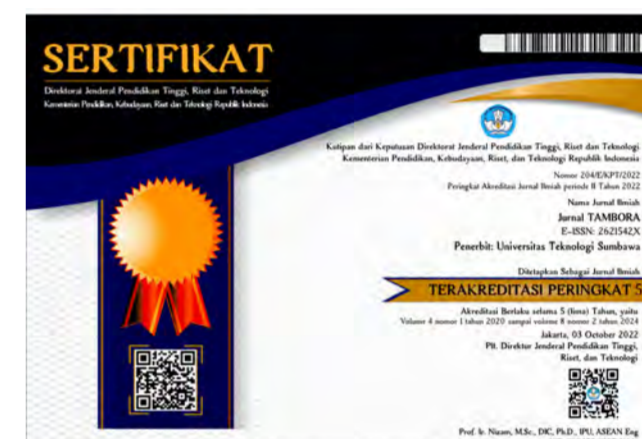 SERTIFIKAT
Direktorat Jenderal Pendidikan Tinggi, Riset dan Teknologi
Kementerian Pendidikan, Kebudayaan, Riset dan Teknologi Republik Indonesia
Kutipan dari Keputusan Direktorat Jenderal Pendidikan Tinggi, Riset dan Teknologi
Kementerian Pendidikan, Kebudayaan, Riset, dan Teknologi Republik Indonesia
Nomor 204/E/KPT/2022
Peringkat Akreditasi Jurnal Ilmiah periode II Tahun 2022
Nama Jurnal Ilmiah
Jurnal TAMBORA
E-ISSN: 2621542X
Penerbit: Universitas Teknologi Sumbawa
Ditetapkan Sebagai Jurnal Ilmiah
TERAKREDITASI PERINGKAT 5
Akreditasi Berlaku selama 5 (lima) Tahun, yaitu
Volume 4 nomor 1 tahun 2020 sampai volume 8 nomor 2 tahun 2024
Jakarta, 03 October 2022
Plt. Direktur Jenderal Pendidikan Tinggi,
Riset, dan Teknologi
Prof. Ir. Nizam, M.Sc., DIC, Ph.D., IPU, ASEAN Eng